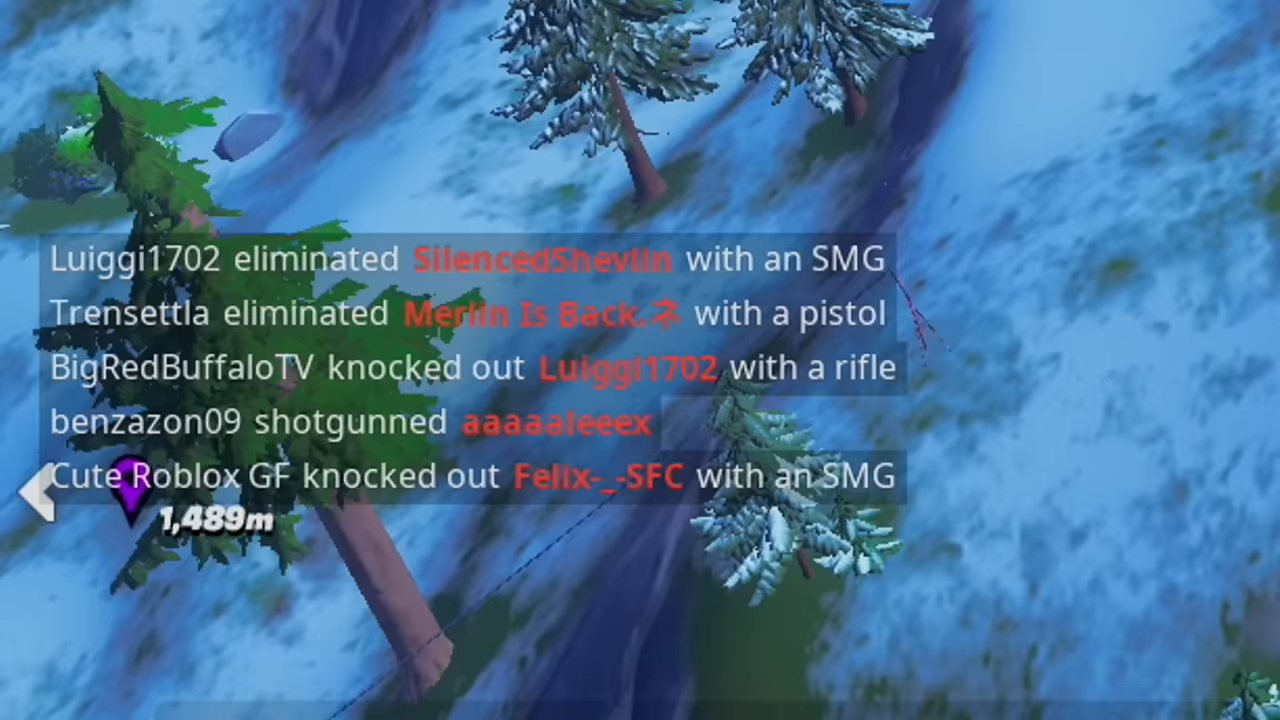 Luiggi1702 eliminated SilencedShevlin with an SMG
Trensettla eliminated Merlin Is Back.ネ with a pistol
BigRedBuffaloTV knocked out Luiggi1702 with a rifle
benzazon09 shotgunned aaaaaleeex
Cute Roblox GF knocked out Felix-_-SFC with an SMG
1,489m